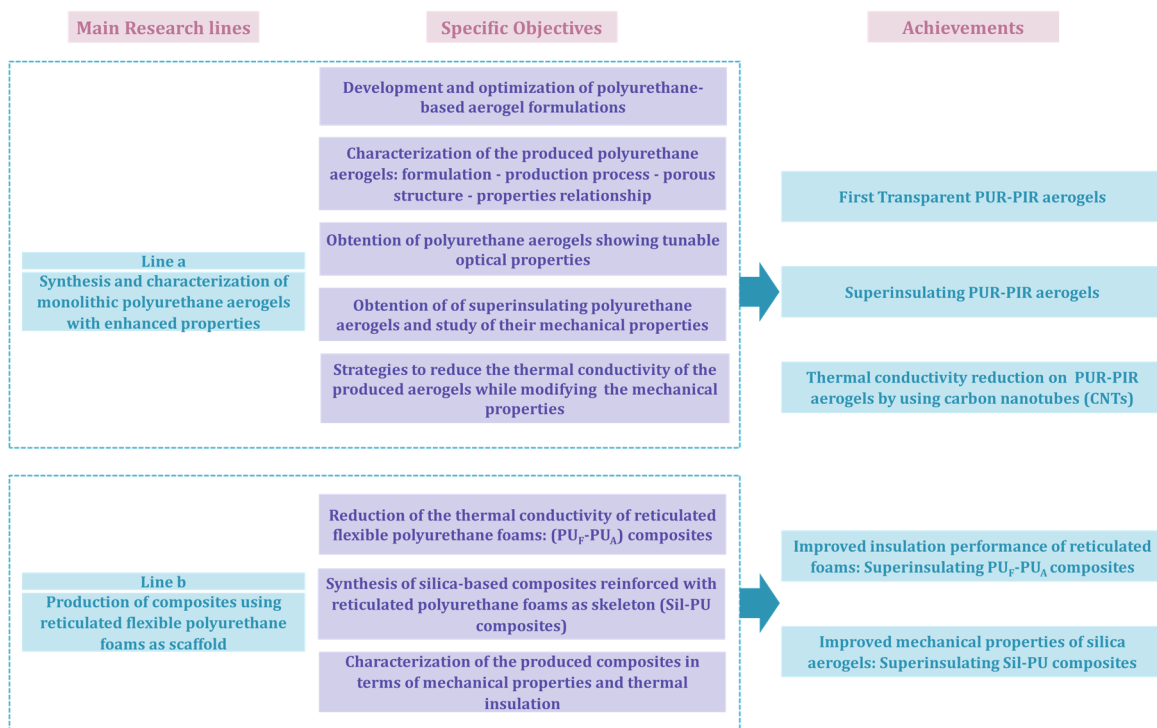 Main Research lines
Specific Objectives
Achievements
Line a
Synthesis and characterization of
monolithic polyurethane aerogels
with enhanced properties
Development and optimization of polyurethane-
based aerogel formulations
Characterization of the produced polyurethane
aerogels: formulation - production process - porous
structure - properties relationship
Obtention of polyurethane aerogels showing tunable
optical properties
Obtention of of superinsulating polyurethane
aerogels and study of their mechanical properties
Strategies to reduce the thermal conductivity of the
produced aerogels while modifying the mechanical
properties
First Transparent PUR-PIR aerogels
Superinsulating PUR-PIR aerogels
Thermal conductivity reduction on PUR-PIR
aerogels by using carbon nanotubes (CNTs)
Line b
Production of composites using
reticulated flexible polyurethane
foams as scaffold
Reduction of the thermal conductivity of reticulated
flexible polyurethane foams: (PU_F-PU_A) composites
Synthesis of silica-based composites reinforced with
reticulated polyurethane foams as skeleton (Sil-PU
composites)
Characterization of the produced composites in
terms of mechanical properties and thermal
insulation
Improved insulation performance of reticulated
foams: Superinsulating PU_F-PU_A composites
Improved mechanical properties of silica
aerogels: Superinsulating Sil-PU composites